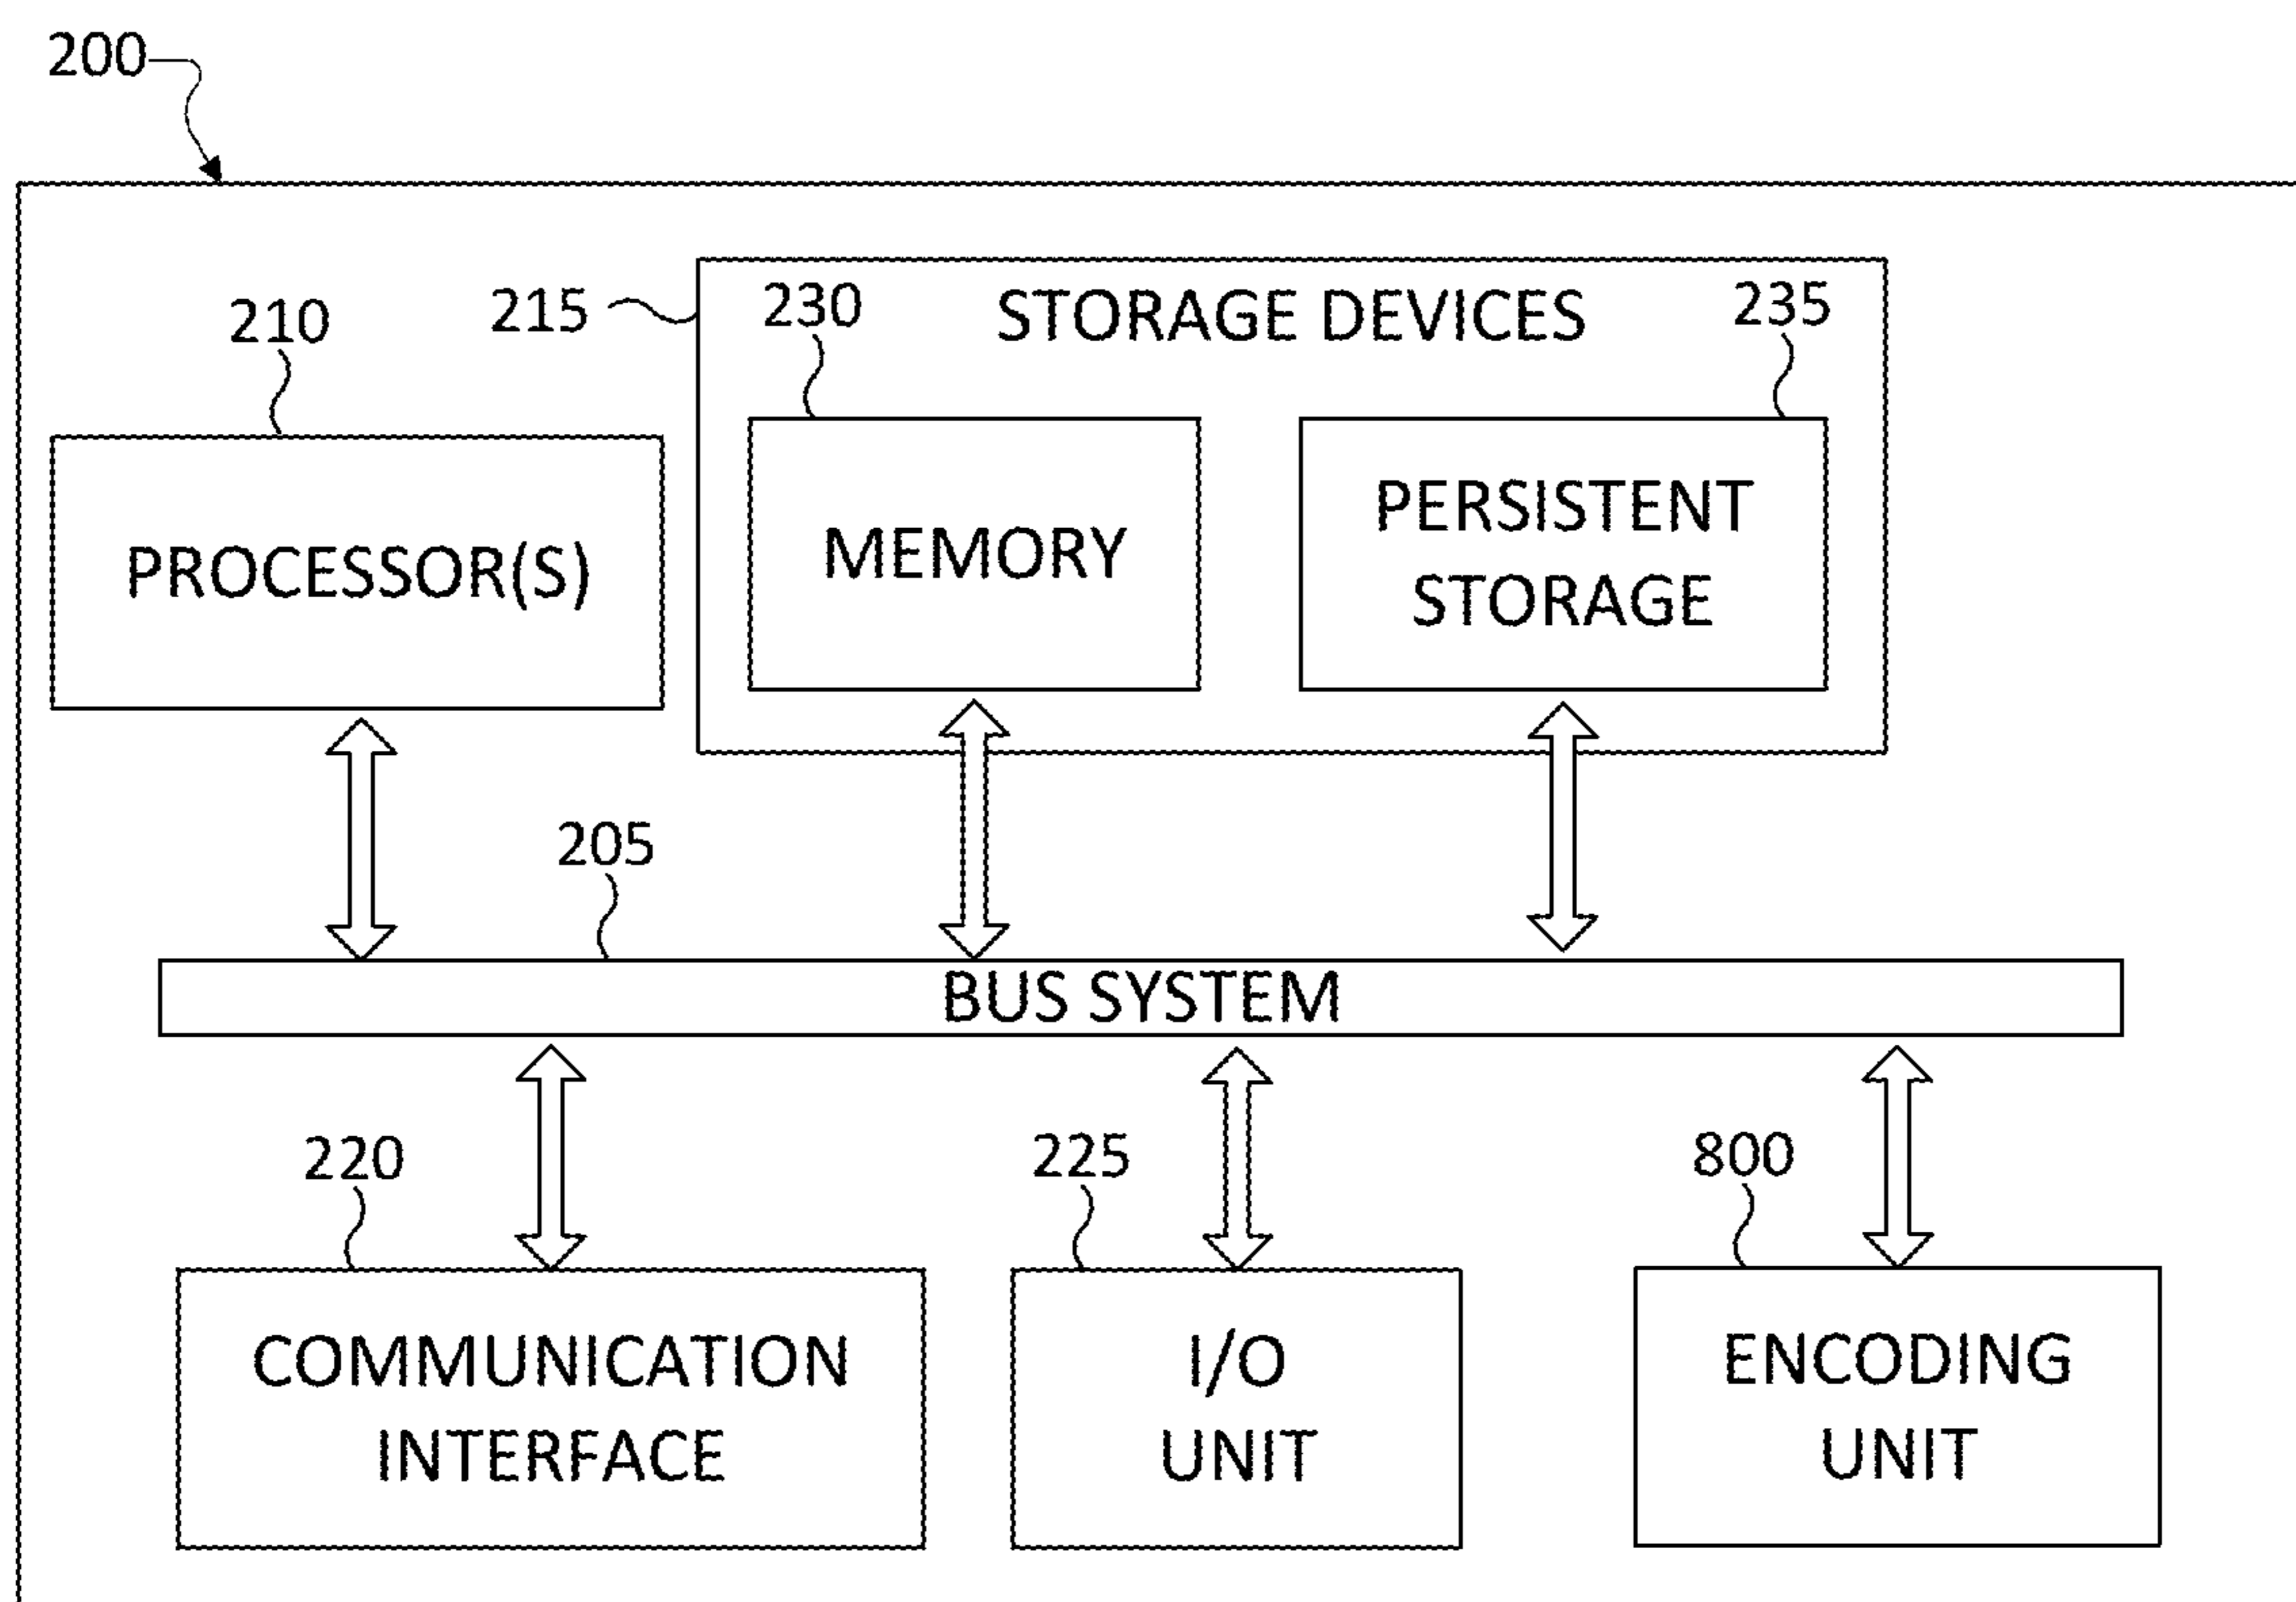 200
215
STORAGE DEVICES
230
235
210
PROCESSOR(S)
MEMORY
PERSISTENT
STORAGE
205
BUS SYSTEM
220
225
800
COMMUNICATION
INTERFACE
I/O
UNIT
ENCODING
UNIT